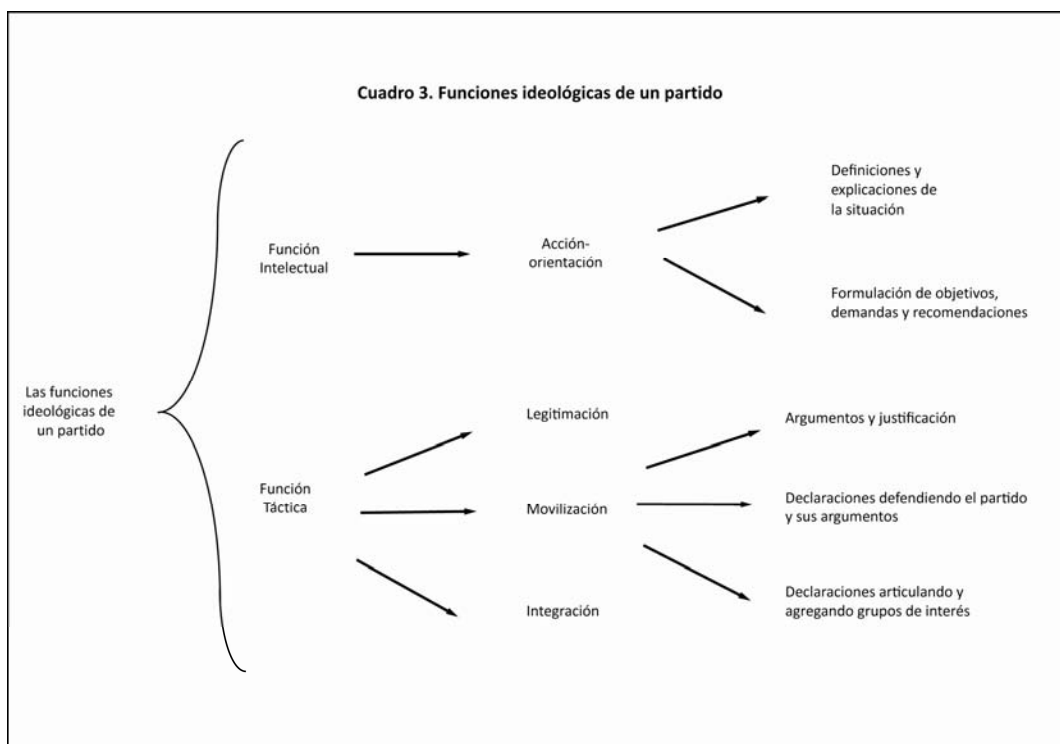 Cuadro 3. Funciones ideológicas de un partido
Las funciones
ideológicas de
un partido
Función
Intelectual
Acción-
orientación
Definiciones y
explicaciones de
la situación
Formulación de objetivos,
demandas y recomendaciones
Función
Táctica
Legitimación
Movilización
Integración
Argumentos y justificación
Declaraciones defendiendo el partido
y sus argumentos
Declaraciones articulando y
agregando grupos de interés